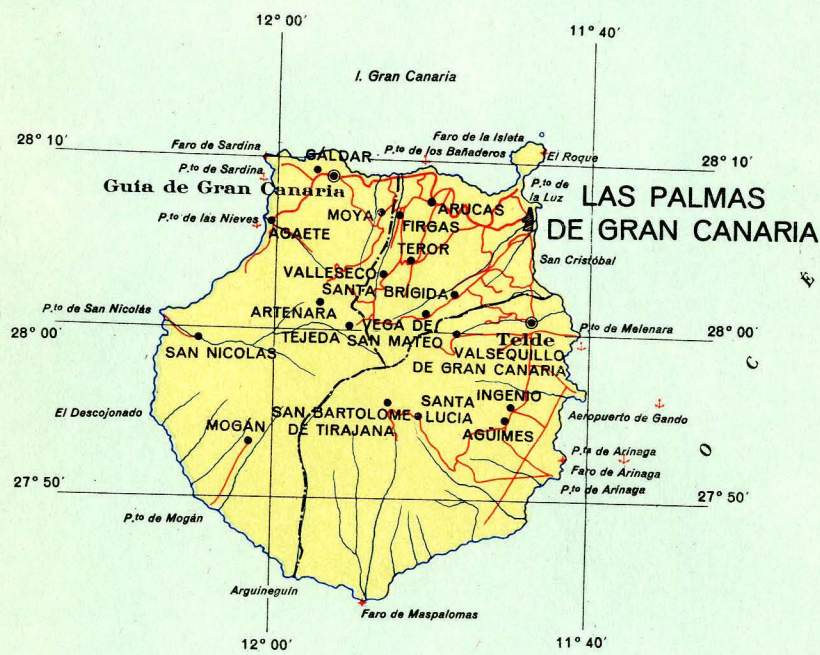 12° 00′
11° 40′
I. Gran Canaria
28° 10′
Faro de Sardina
Faro de la Isleta
P.to de los Bañaderos
El Roque
28° 10′
GÁLDAR
P.to de Sardina
Guía de Gran Canaria
P.to de la Luz
LAS PALMAS
DE GRAN CANARIA
P.to de las Nieves
MOYA
ARUCAS
FIRGAS
AGAETE
TEROR
San Cristóbal
VALLESECO
SANTA BRÍGIDA
P.to de San Nicolás
ARTENARA
28° 00′
TEJEDA
VEGA DE
SAN MATEO
Telde
P.to de Melenara
28° 00′
SAN NICOLAS
VALSEQUILLO
DE GRAN CANARIA
É
C
O
El Descojonado
SAN BARTOLOME
DE TIRAJANA
SANTA
LUCIA
INGENIO
AGÜIMES
Aeropuerto de Gando
MOGÁN
P.ta de Arinaga
Faro de Arinaga
P.to de Arinaga
27° 50′
27° 50′
P.to de Mogán
Arguineguín
Faro de Maspalomas
12° 00′
11° 40′